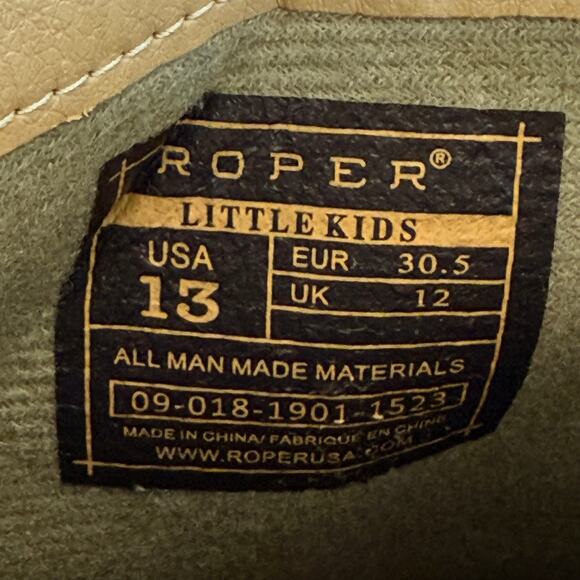 ROPER®
LITTLE KIDS
USA
13
EUR 30.5
UK 12
ALL MAN MADE MATERIALS
09-018-1901-1523
MADE IN CHINA/ FABRIQUE EN CHINE
WWW.ROPERUSA.COM